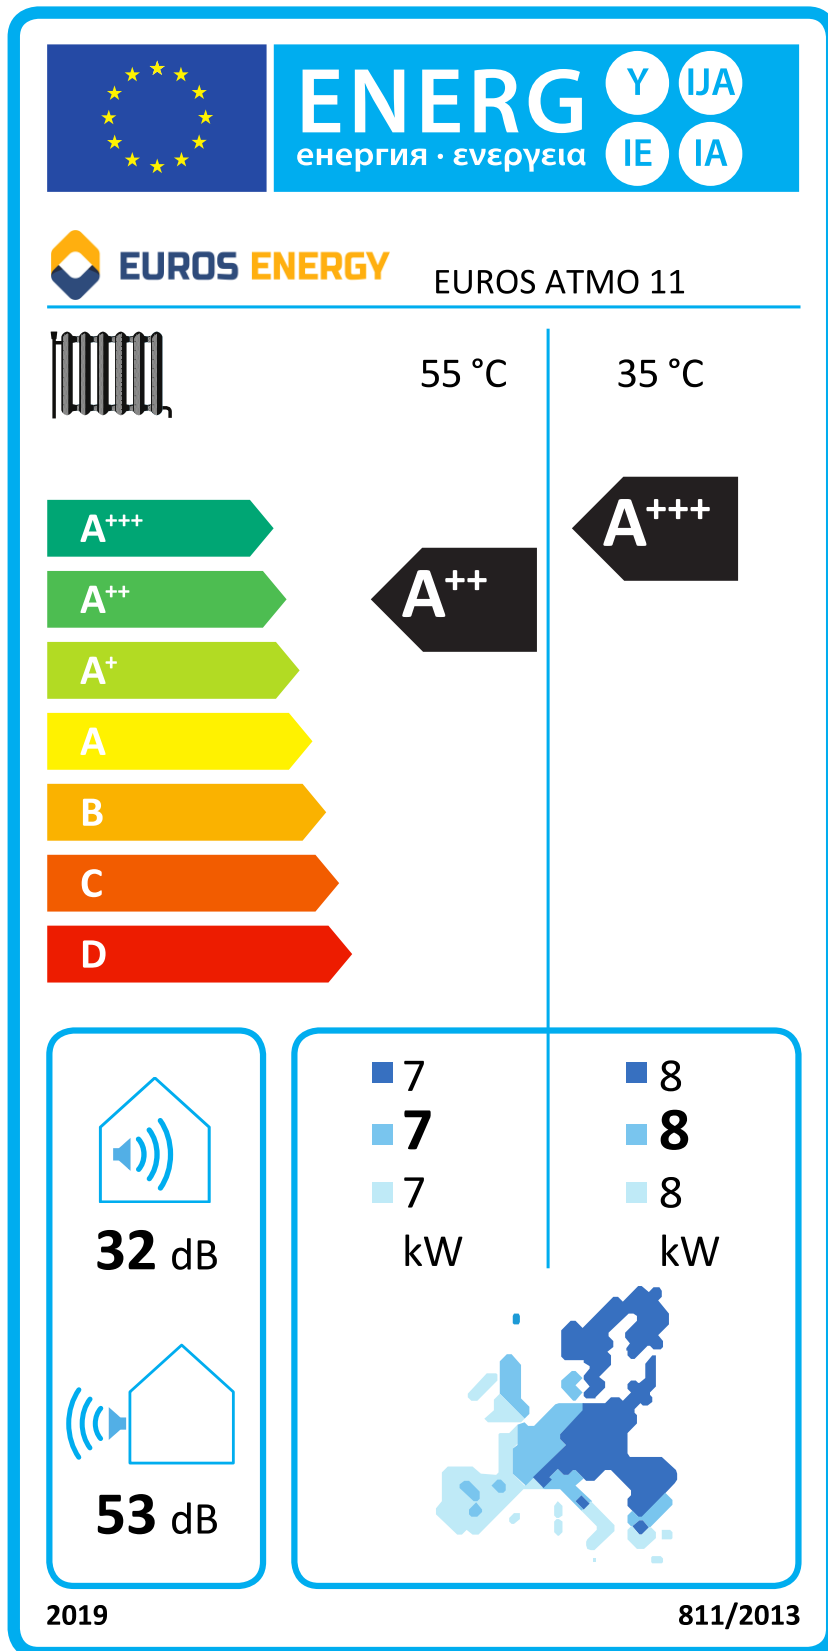 ENERG
енергия · ενεργεια
Y IJA
IE IA
EUROS ENERGY
EUROS ATMO 11
55 °C
35 °C
A+++
A++
A+
A
B
C
D
A++
A+++
32 dB
53 dB
7
7
7
kW
8
8
8
kW
2019
811/2013